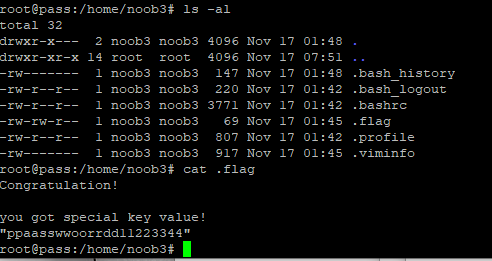 root@pass:/home/noob3# ls -al
total 32
drwxr-x--- 2 noob3 noob3 4096 Nov 17 01:48 .
drwxr-xr-x 14 root root 4096 Nov 17 07:51 ..
-rw------- 1 noob3 noob3 147 Nov 17 01:48 .bash_history
-rw-r--r-- 1 noob3 noob3 220 Nov 17 01:42 .bash_logout
-rw-r--r-- 1 noob3 noob3 3771 Nov 17 01:42 .bashrc
-rw-rw-r-- 1 noob3 noob3 69 Nov 17 01:45 .flag
-rw-r--r-- 1 noob3 noob3 807 Nov 17 01:42 .profile
-rw------- 1 noob3 noob3 917 Nov 17 01:45 .viminfo
root@pass:/home/noob3# cat .flag
Congratulation!
you got special key value!
"ppaasswwoorrdd11223344"
root@pass:/home/noob3#